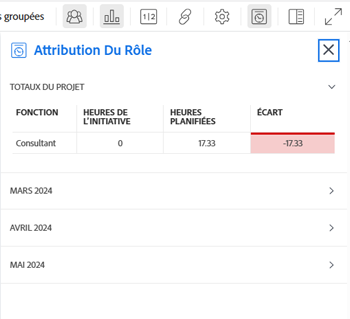 s groupées
Attribution Du Rôle
TOTAUX DU PROJET
FONCTION HEURES DE L'INITIATIVE HEURES PLANIFIÉES ÉCART
Consultant 0 17.33 -17.33
MARS 2024
AVRIL 2024
MAI 2024